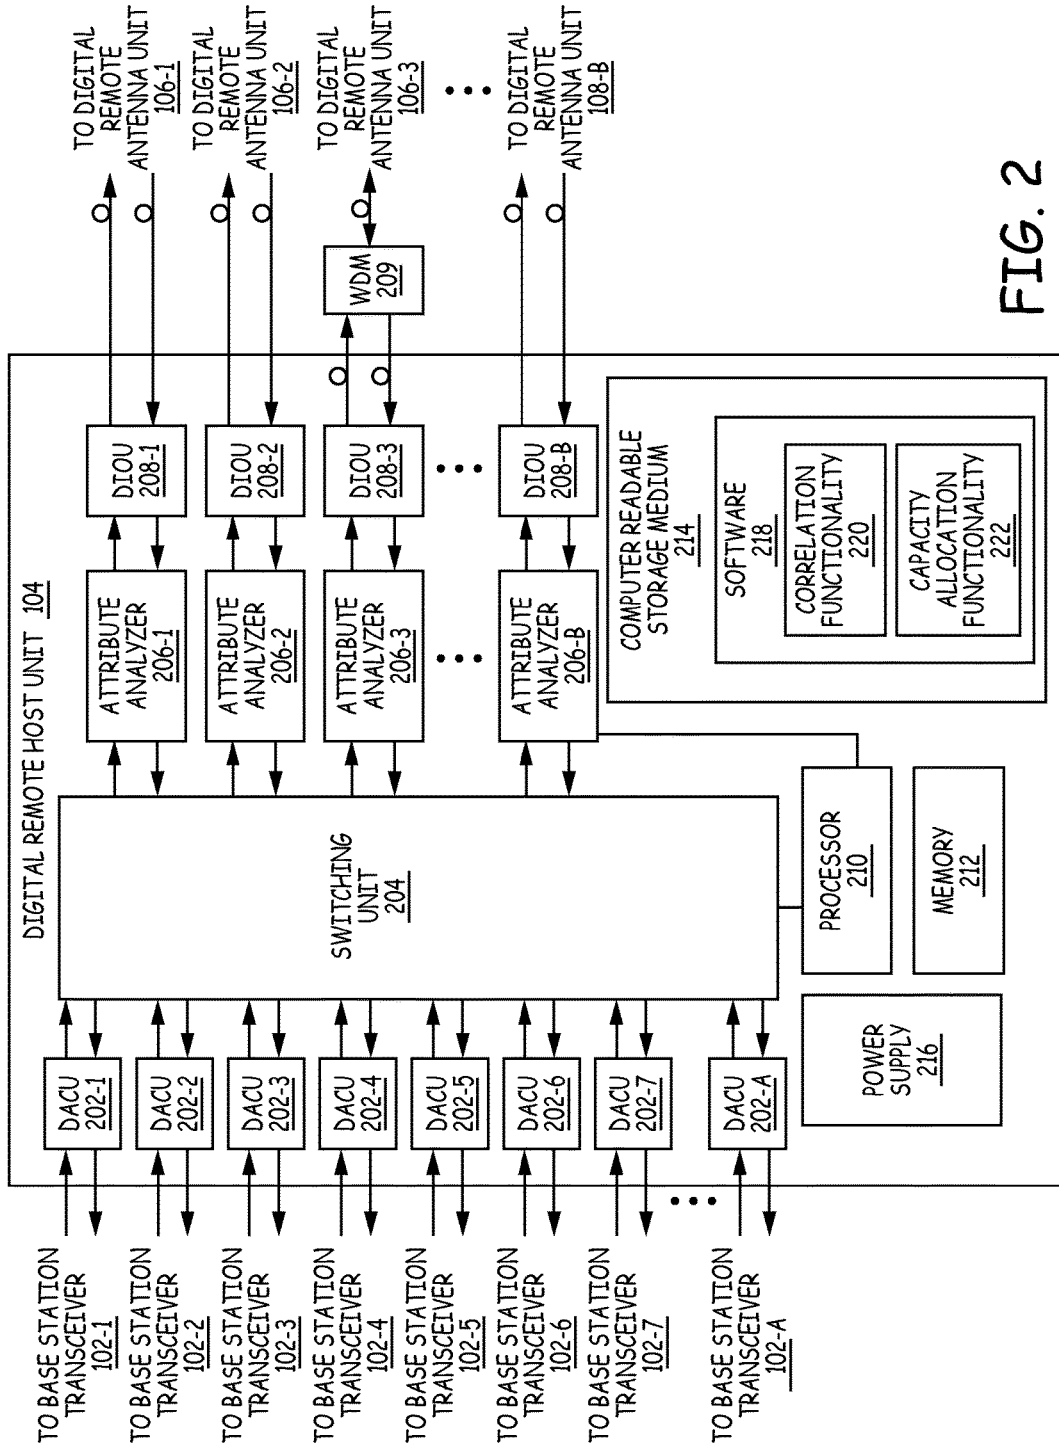 DIGITAL REMOTE HOST UNIT 104
TO BASE STATION
TRANSCEIVER
102-1
TO BASE STATION
TRANSCEIVER
102-2
TO BASE STATION
TRANSCEIVER
102-3
TO BASE STATION
TRANSCEIVER
102-4
TO BASE STATION
TRANSCEIVER
102-5
TO BASE STATION
TRANSCEIVER
102-6
TO BASE STATION
TRANSCEIVER
102-7
TO BASE STATION
TRANSCEIVER
102-A
DACU
202-1
DACU
202-2
DACU
202-3
DACU
202-4
DACU
202-5
DACU
202-6
DACU
202-7
DACU
202-A
SWITCHING
UNIT
204
ATTRIBUTE
ANALYZER
206-1
ATTRIBUTE
ANALYZER
206-2
ATTRIBUTE
ANALYZER
206-3
ATTRIBUTE
ANALYZER
206-B
DIOU
208-1
DIOU
208-2
DIOU
208-3
DIOU
208-B
WDM
209
TO DIGITAL
REMOTE
ANTENNA UNIT
106-1
TO DIGITAL
REMOTE
ANTENNA UNIT
106-2
TO DIGITAL
REMOTE
ANTENNA UNIT
106-3
TO DIGITAL
REMOTE
ANTENNA UNIT
108-B
POWER
SUPPLY
216
PROCESSOR
210
MEMORY
212
COMPUTER READABLE
STORAGE MEDIUM
214
SOFTWARE
218
CORRELATION
FUNCTIONALITY
220
CAPACITY
ALLOCATION
FUNCTIONALITY
222
FIG. 2